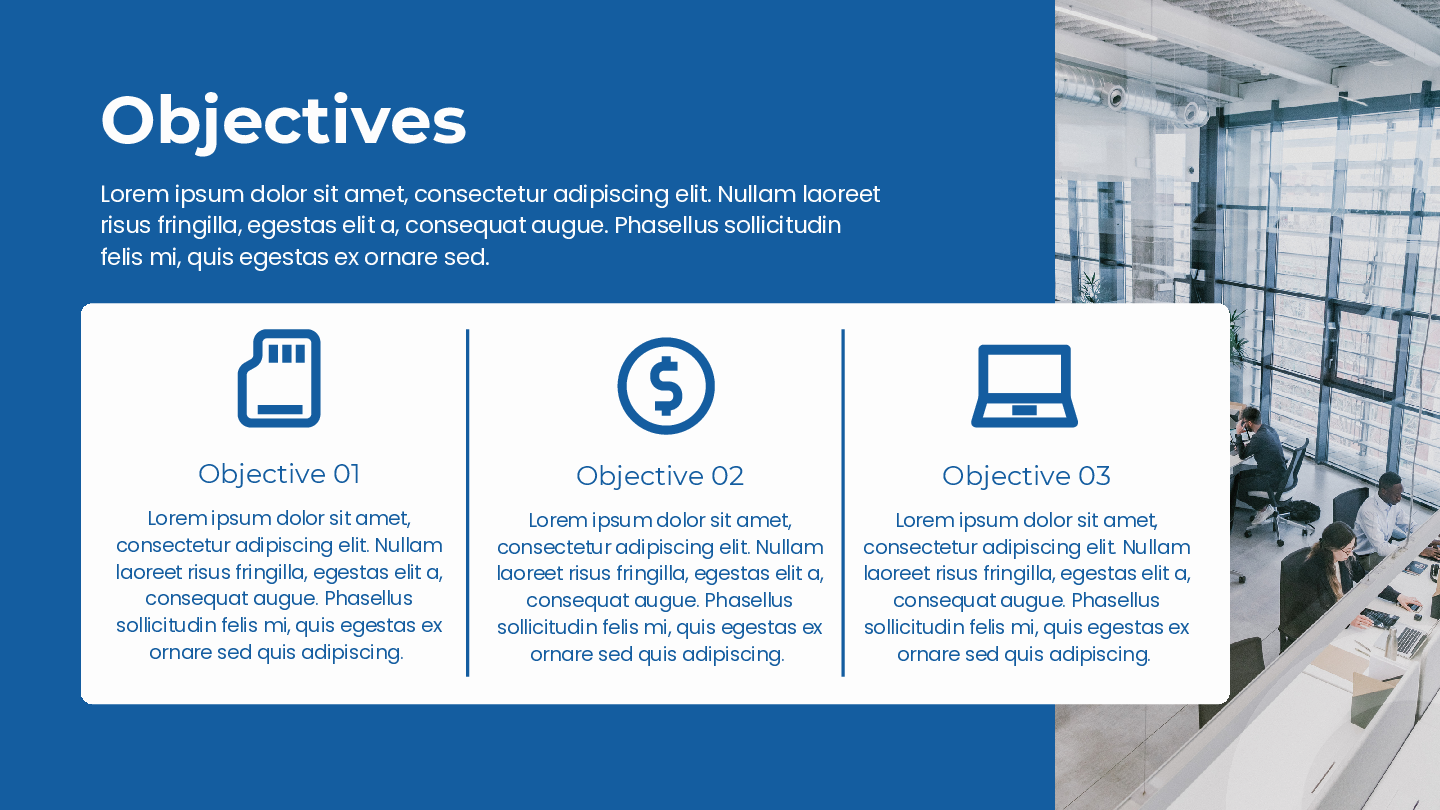 Objectives
Lorem ipsum dolor sit amet, consectetur adipiscing elit. Nullam laoreet
risus fringilla, egestas elit a, consequat augue. Phasellus sollicitudin
felis mi, quis egestas ex ornare sed.
Objective 01
Lorem ipsum dolor sit amet,
consectetur adipiscing elit. Nullam
laoreet risus fringilla, egestas elit a,
consequat augue. Phasellus
sollicitudin felis mi, quis egestas ex
ornare sed quis adipiscing.
Objective 02
Lorem ipsum dolor sit amet,
consectetur adipiscing elit. Nullam
laoreet risus fringilla, egestas elit a,
consequat augue. Phasellus
sollicitudin felis mi, quis egestas ex
ornare sed quis adipiscing.
Objective 03
Lorem ipsum dolor sit amet,
consectetur adipiscing elit. Nullam
laoreet risus fringilla, egestas elit a,
consequat augue. Phasellus
sollicitudin felis mi, quis egestas ex
ornare sed quis adipiscing.